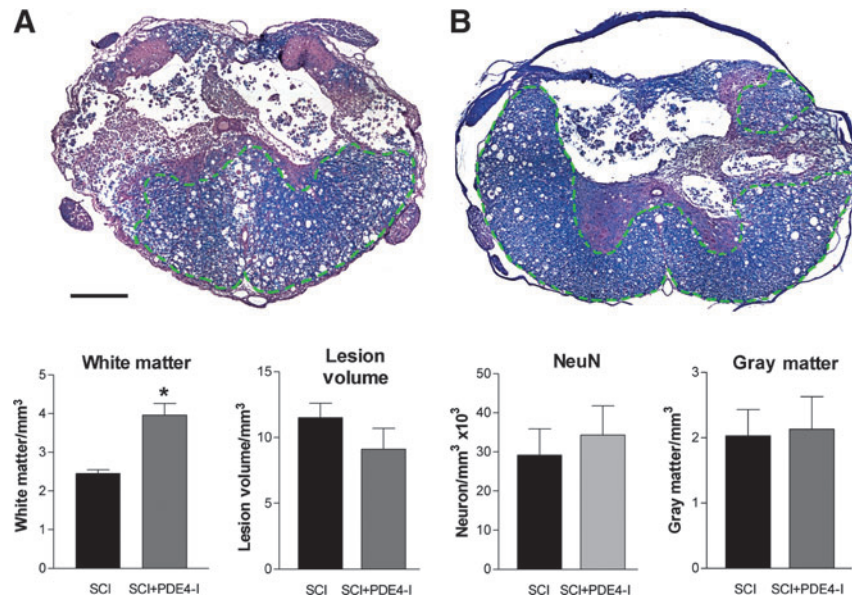 A
B
White matter
White matter/mm³
5
4
3
2
1
0
*
SCI SCI+PDE4-I
Lesion
volume
Lesion volume/mm³
15
10
5
0
SCI SCI+PDE4-I
NeuN
Neuron/mm³ x10³
50
40
30
20
10
0
SCI SCI+PDE4-I
Gray matter
Gray matter/mm³
3
2
1
0
SCI SCI+PDE4-I